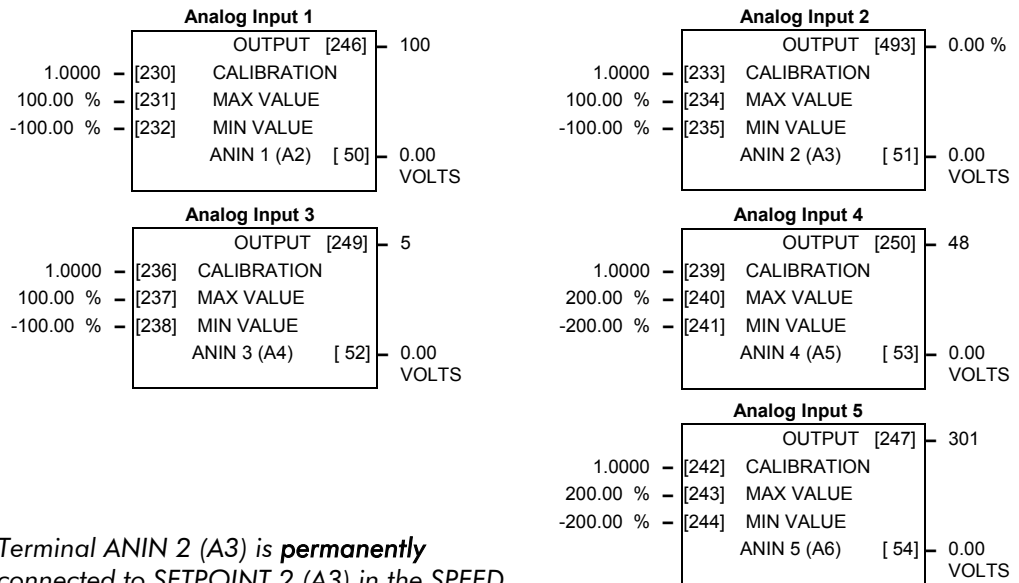 Analog Input 1
OUTPUT [246] – 100
1.0000 – [230] CALIBRATION
100.00 % – [231] MAX VALUE
-100.00 % – [232] MIN VALUE
ANIN 1 (A2) [ 50] – 0.00
VOLTS
Analog Input 2
OUTPUT [493] – 0.00 %
1.0000 – [233] CALIBRATION
100.00 % – [234] MAX VALUE
-100.00 % – [235] MIN VALUE
ANIN 2 (A3) [ 51] – 0.00
VOLTS
Analog Input 3
OUTPUT [249] – 5
1.0000 – [236] CALIBRATION
100.00 % – [237] MAX VALUE
-100.00 % – [238] MIN VALUE
ANIN 3 (A4) [ 52] – 0.00
VOLTS
Analog Input 4
OUTPUT [250] – 48
1.0000 – [239] CALIBRATION
200.00 % – [240] MAX VALUE
-200.00 % – [241] MIN VALUE
ANIN 4 (A5) [ 53] – 0.00
VOLTS
Analog Input 5
OUTPUT [247] – 301
1.0000 – [242] CALIBRATION
200.00 % – [243] MAX VALUE
-200.00 % – [244] MIN VALUE
ANIN 5 (A6) [ 54] – 0.00
VOLTS
Terminal ANIN 2 (A3) is permanently
connected to SETPOINT 2 (A3) in the SPEED